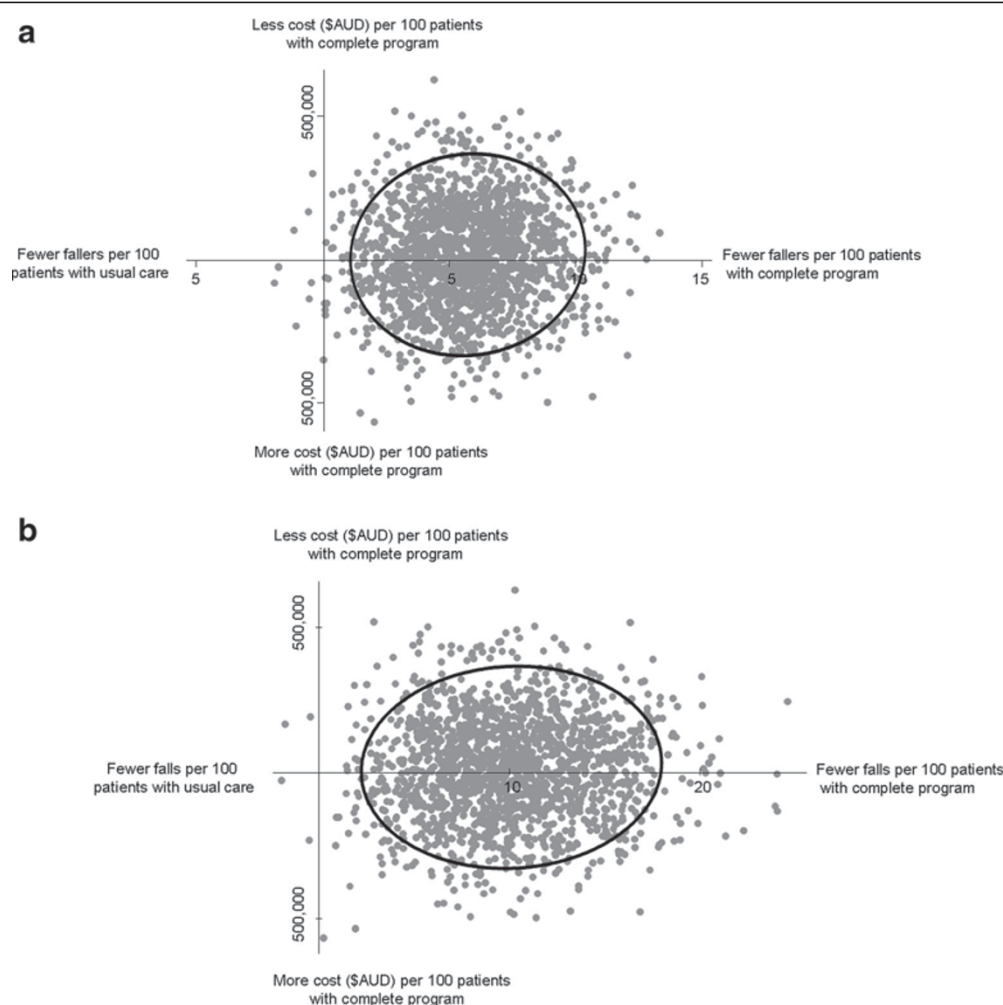 a
Less cost ($AUD) per 100 patients
with complete program
500,000
Fewer fallers per 100
patients with usual care
Fewer fallers per 100 patients
with complete program
5
5
10
15
500,000
More cost ($AUD) per 100 patients
with complete program
b
Less cost ($AUD) per 100 patients
with complete program
500,000
Fewer falls per 100
patients with usual care
Fewer falls per 100 patients
with complete program
10
20
500,000
More cost ($AUD) per 100 patients
with complete program